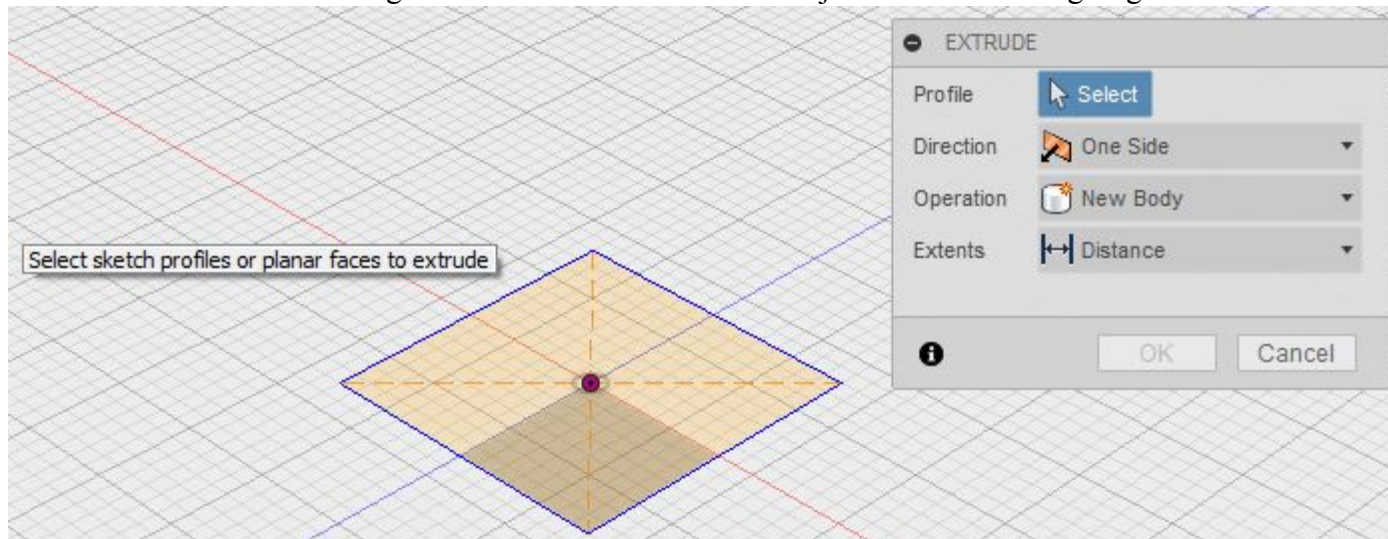 EXTRUDE
Profile Select
Direction One Side
Operation New Body
Select sketch profiles or planar faces to extrude
Extents Distance
OK Cancel